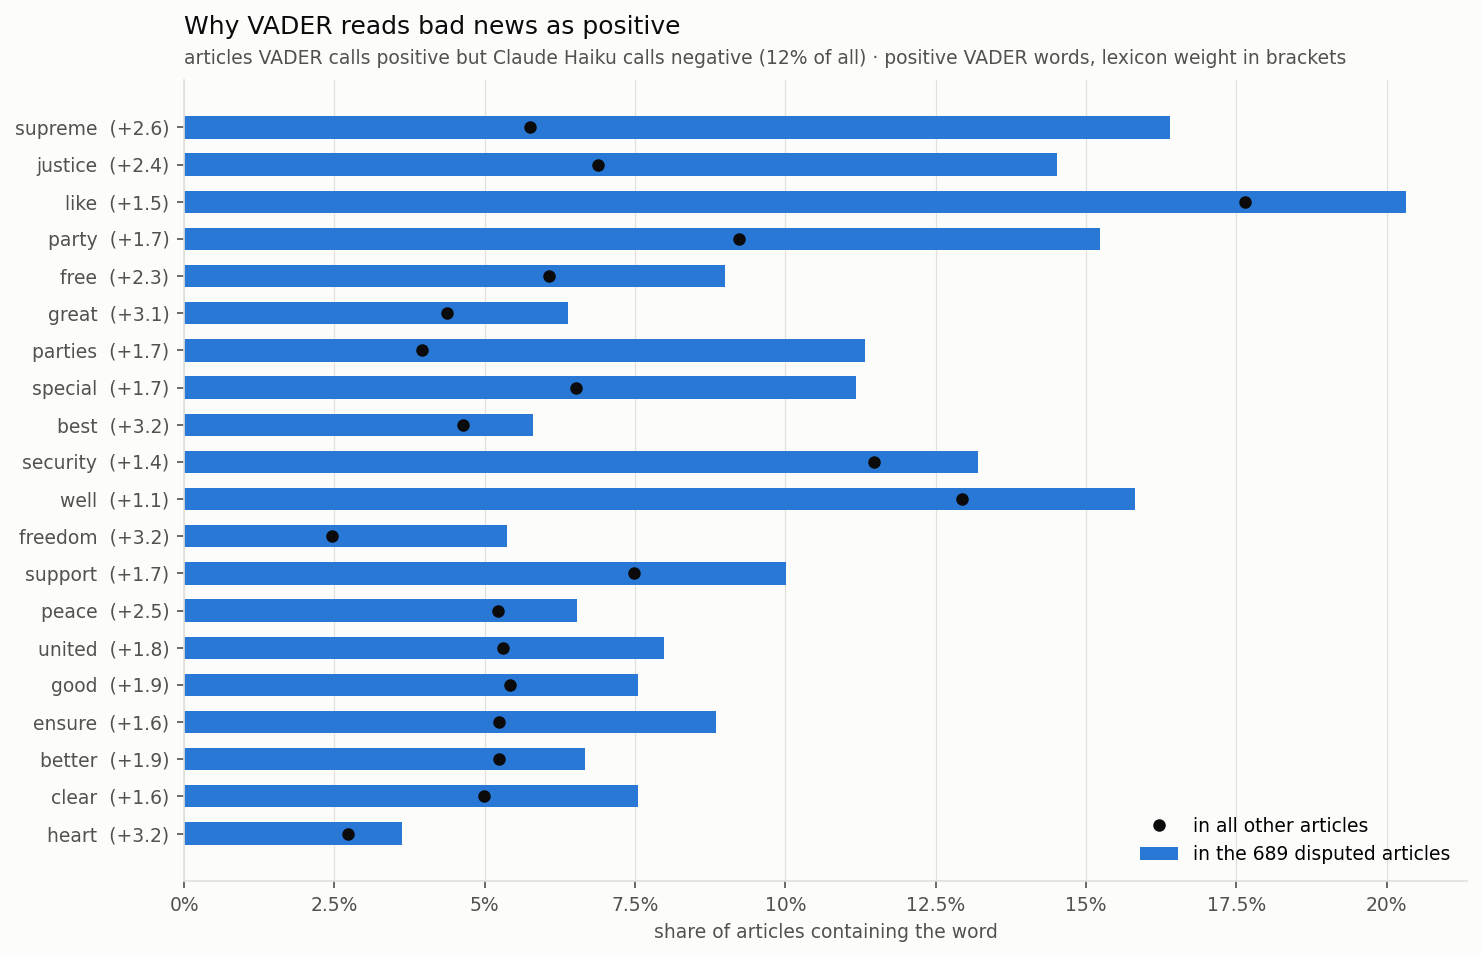 Why VADER reads bad news as positive
articles VADER calls positive but Claude Haiku calls negative (12% of all) · positive VADER words, lexicon weight in brackets
supreme (+2.6)
justice (+2.4)
like (+1.5)
party (+1.7)
free (+2.3)
great (+3.1)
parties (+1.7)
special (+1.7)
best (+3.2)
security (+1.4)
well (+1.1)
freedom (+3.2)
support (+1.7)
peace (+2.5)
united (+1.8)
good (+1.9)
ensure (+1.6)
better (+1.9)
clear (+1.6)
heart (+3.2)
in all other articles
in the 689 disputed articles
0% 2.5% 5% 7.5% 10% 12.5% 15% 17.5% 20%
share of articles containing the word